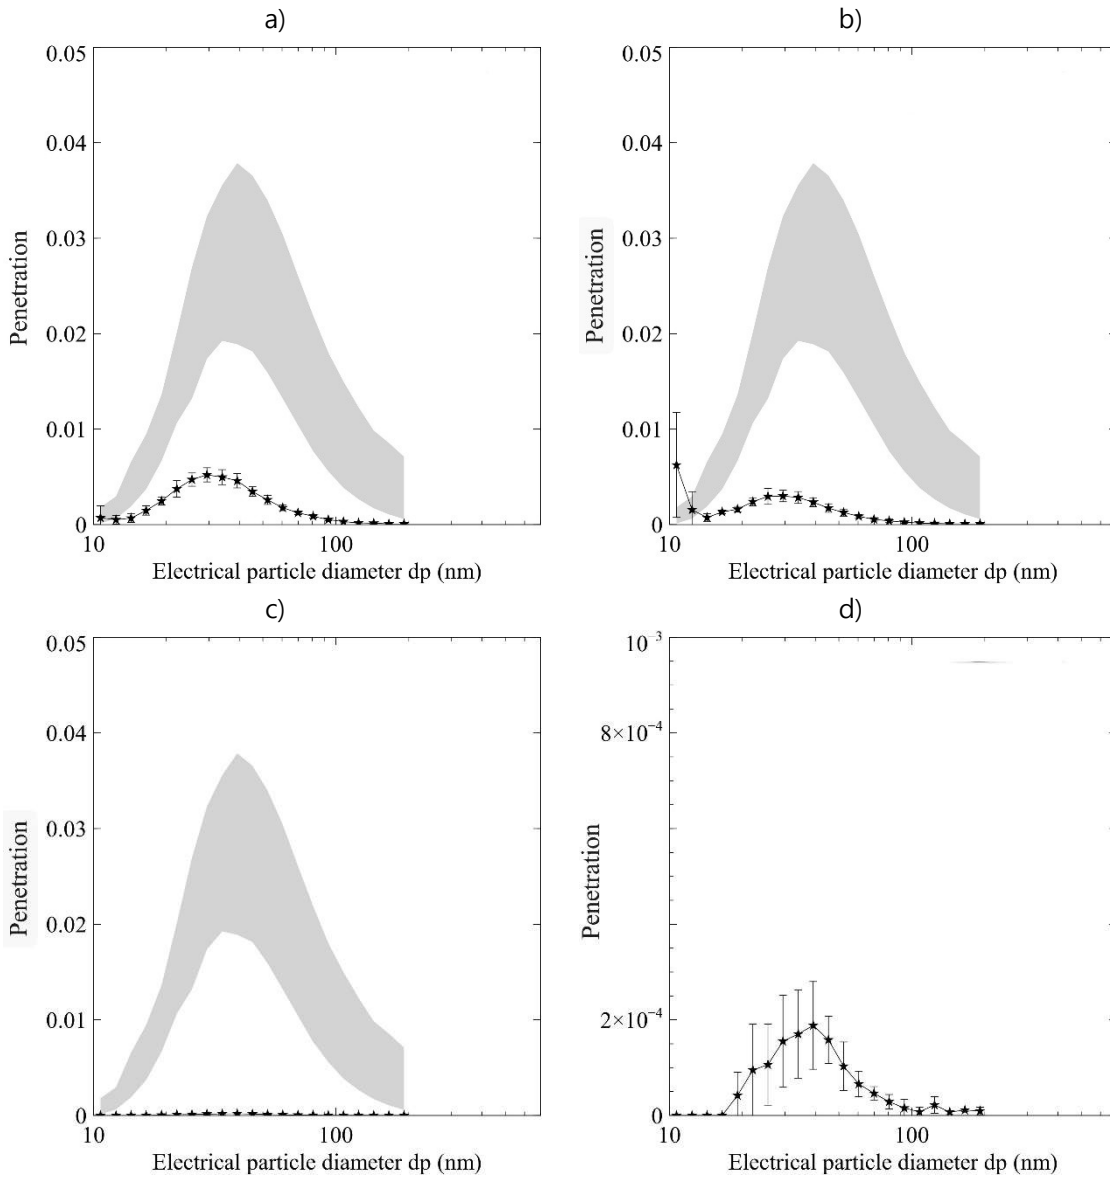 a)
0.05
0.04
0.03
0.02
0.01
0
10
100
Penetration
Electrical particle diameter dp (nm)
b)
0.05
0.04
0.03
0.02
0.01
0
10
100
Penetration
Electrical particle diameter dp (nm)
c)
0.05
0.04
0.03
0.02
0.01
0
10
100
Penetration
Electrical particle diameter dp (nm)
d)
10⁻³
8×10⁻⁴
2×10⁻⁴
0
10
100
Penetration
Electrical particle diameter dp (nm)